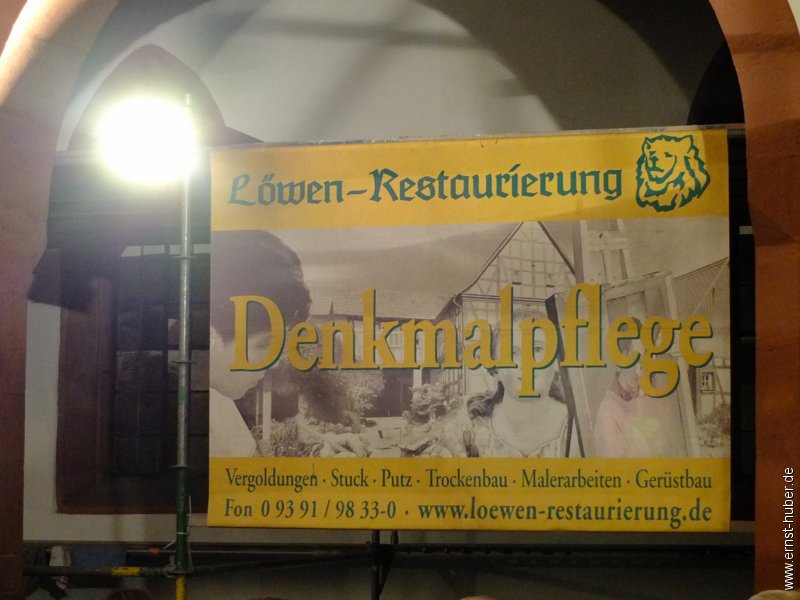 Löwen-Restaurierung
Denkmalpflege
Vergoldungen · Stuck · Putz · Trockenbau · Malerarbeiten · Gerüstbau
Fon 0 93 91 / 98 33-0 · www.loewen-restaurierung.de
www.ernst-huber.de